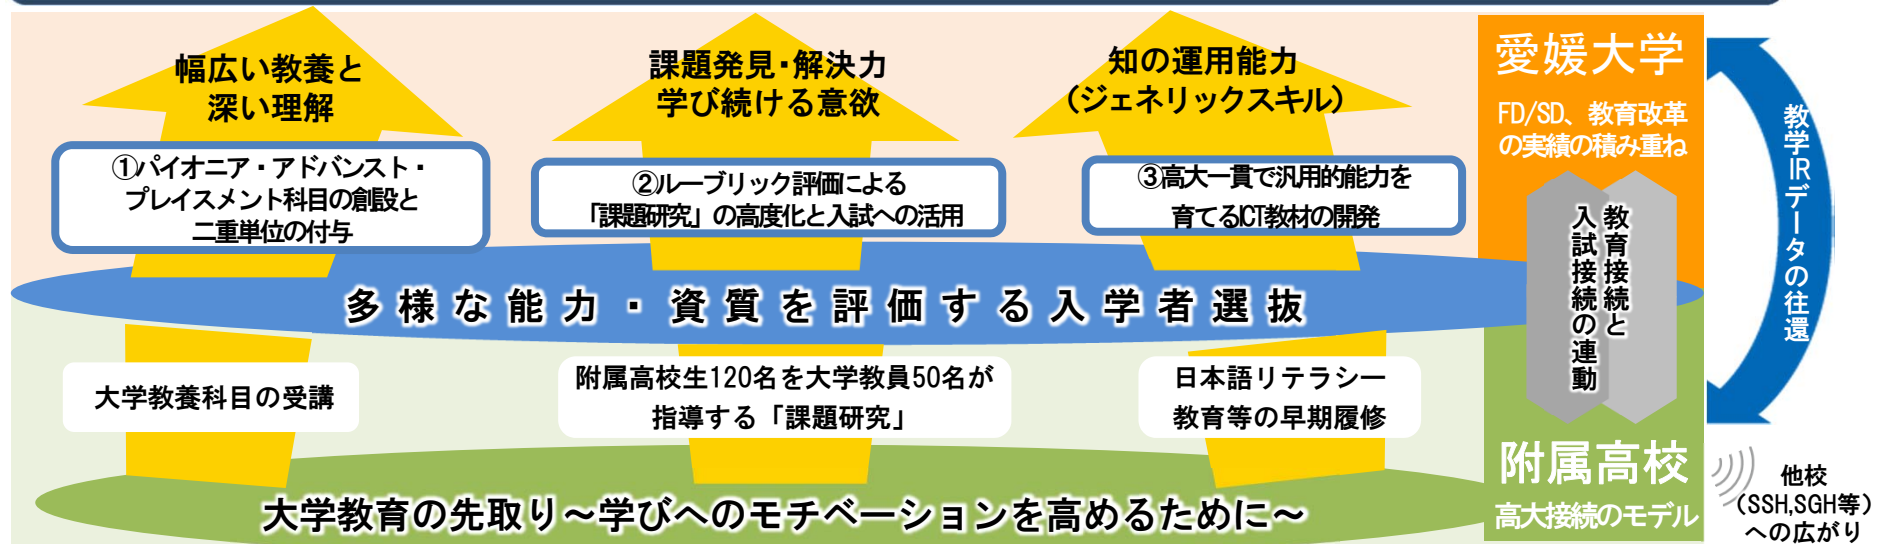 幅広い教養と
深い理解
課題発見・解決力
学び続ける意欲
知の運用能力
(ジェネリックスキル)
①パイオニア・アドバンスト・
プレイスメント科目の創設と
二重単位の付与
②ルーブリック評価による
「課題研究」の高度化と入試への活用
③高大一貫で汎用的能力を
育てるICT教材の開発
多様な能力・資質を評価する入学者選抜
大学教養科目の受講
附属高校生120名を大学教員50名が
指導する「課題研究」
日本語リテラシー
教育等の早期履修
大学教育の先取り～学びへのモチベーションを高めるために～
愛媛大学
FD/SD、教育改革
の実績の積み重ね
教育接続と
入試接続の連動
附属高校
高大接続のモデル
教学IRデータの往還
他校
(SSH,SGH等)
への広がり